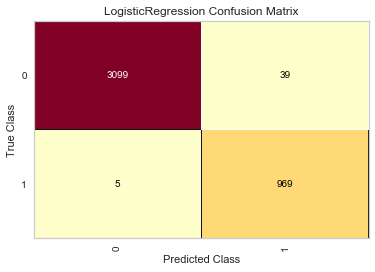 LogisticRegression Confusion Matrix
True Class
0
3099
39
1
5
969
0
1
Predicted Class